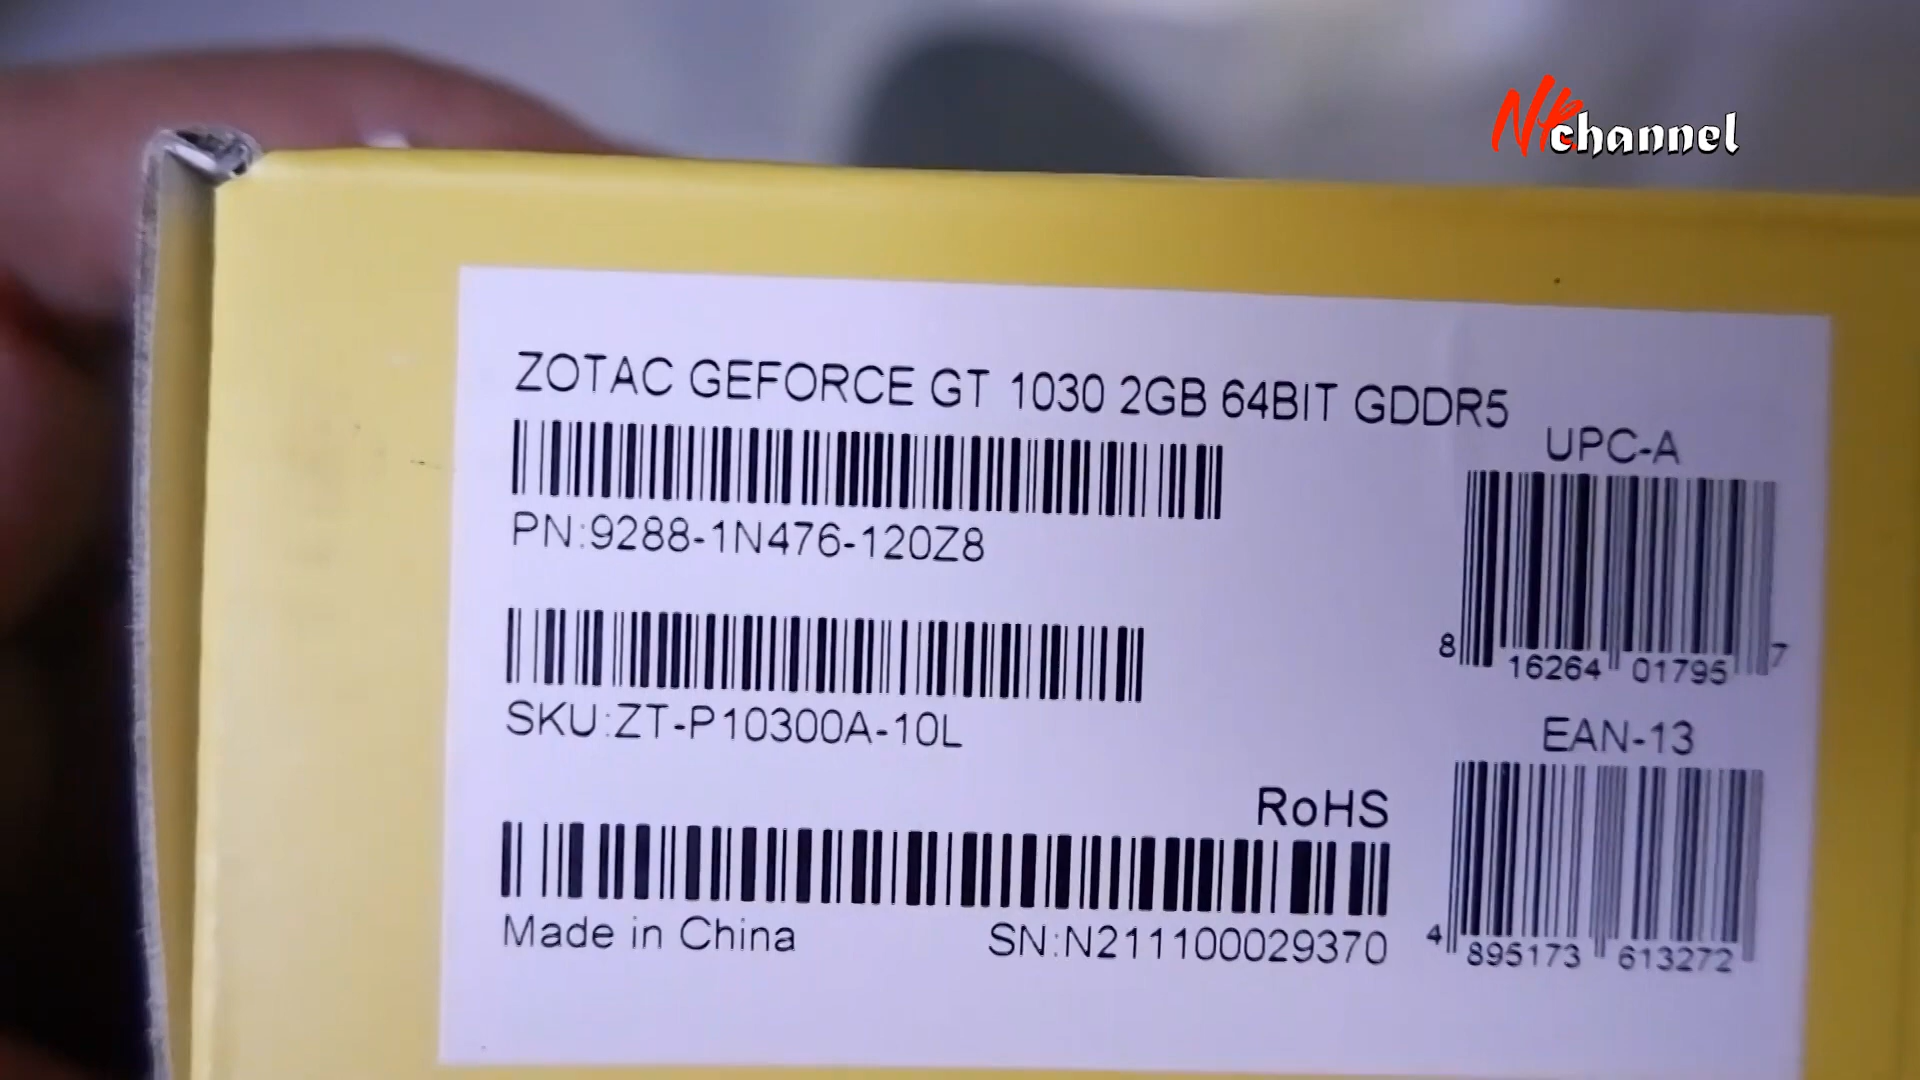 NK channel
ZOTAC GEFORCE GT 1030 2GB 64BIT GDDR5
PN:9288-1N476-120Z8
SKU:ZT-P10300A-10L
RoHS
Made in China
SN:N211100029370
UPC-A
8 16264 01795 7
EAN-13
4 895173 613272